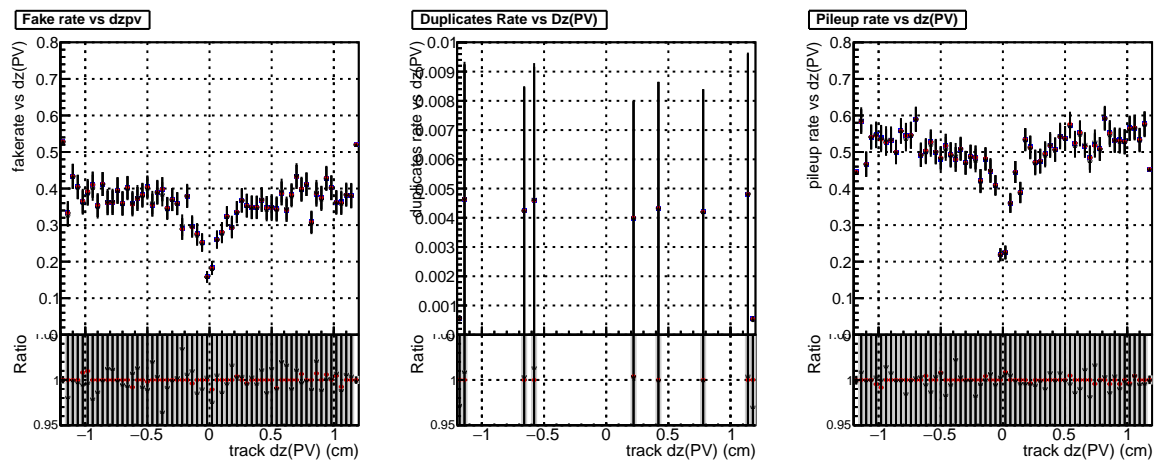 Fake rate vs dzpv
fakerate vs dz(PV)
0.8
0.7
0.6
0.5
0.4
0.3
0.2
0.1
0
Ratio
1
0.95
−1 −0.5 0 0.5 1
track dz(PV) (cm)
Duplicates Rate vs Dz(PV)
duplicates rate vs dz(PV)
0.01
0.009
0.008
0.007
0.006
0.005
0.004
0.003
0.002
0.001
0
Ratio
1
0.95
−1 −0.5 0 0.5 1
track dz(PV) (cm)
Pileup rate vs dz(PV)
pileup rate vs dz(PV)
0.8
0.7
0.6
0.5
0.4
0.3
0.2
0.1
0
Ratio
1
0.95
−1 −0.5 0 0.5 1
track dz(PV) (cm)